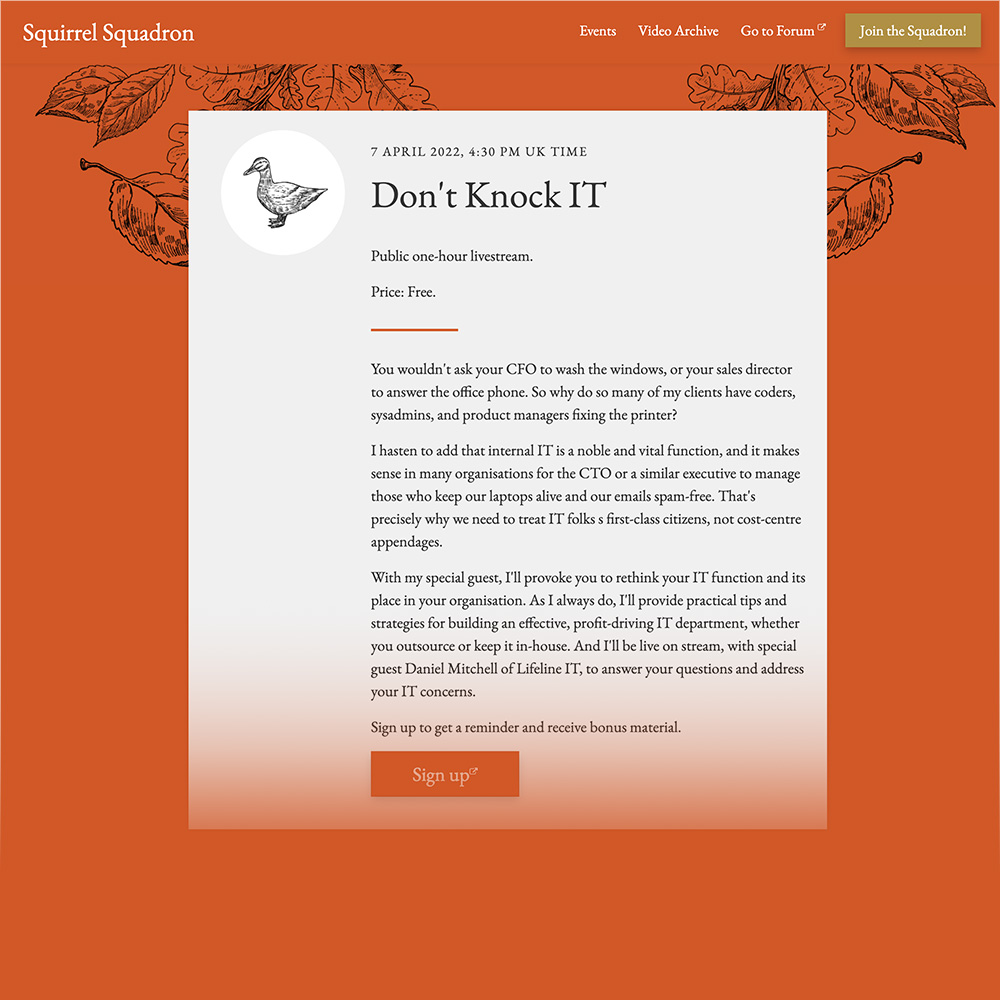 Squirrel Squadron
Events Video Archive Go to Forum Join the Squadron!
7 APRIL 2022, 4:30 PM UK TIME
Don't Knock IT
Public one-hour livestream.
Price: Free.
You wouldn't ask your CFO to wash the windows, or your sales director
to answer the office phone. So why do so many of my clients have coders,
sysadmins, and product managers fixing the printer?
I hasten to add that internal IT is a noble and vital function, and it makes
sense in many organisations for the CTO or a similar executive to manage
those who keep our laptops alive and our emails spam-free. That's
precisely why we need to treat IT folks s first-class citizens, not cost-centre
appendages.
With my special guest, I'll provoke you to rethink your IT function and its
place in your organisation. As I always do, I'll provide practical tips and
strategies for building an effective, profit-driving IT department, whether
you outsource or keep it in-house. And I'll be live on stream, with special
guest Daniel Mitchell of Lifeline IT, to answer your questions and address
your IT concerns.
Sign up to get a reminder and receive bonus material.
Sign up